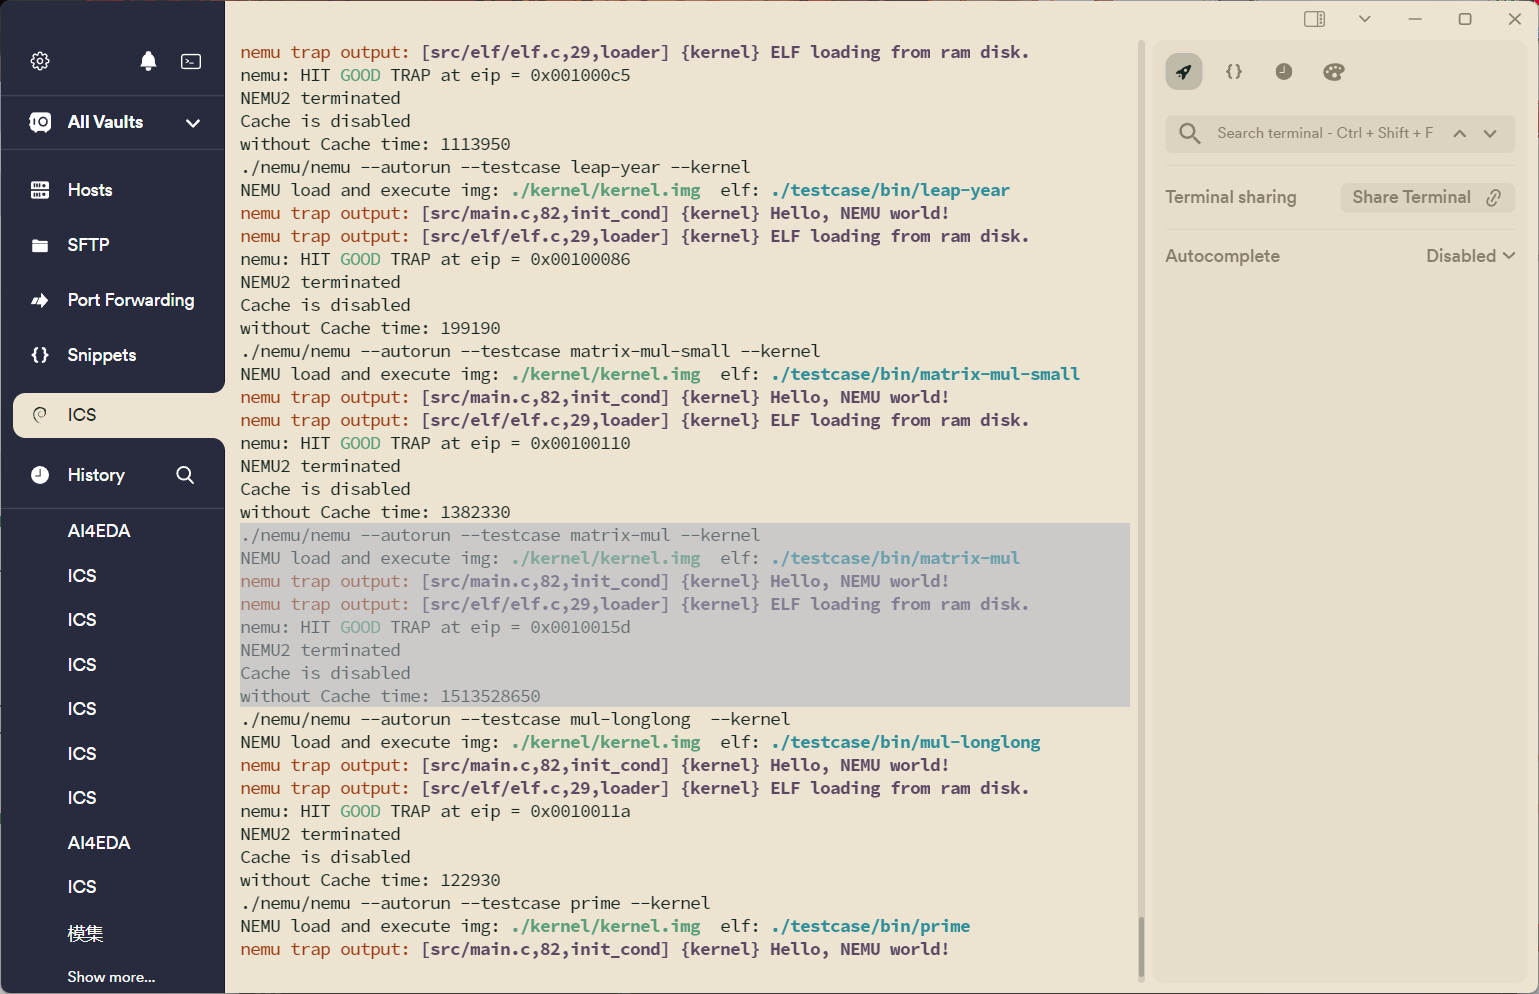 All Vaults
Hosts
SFTP
Port Forwarding
Snippets
ICS
History
AI4EDA
ICS
ICS
ICS
ICS
ICS
ICS
AI4EDA
ICS
模集
Show more...
nemu trap output: [src/elf/elf.c,29,loader] {kernel} ELF loading from ram disk.
nemu: HIT GOOD TRAP at eip = 0x001000c5
NEMU2 terminated
Cache is disabled
without Cache time: 1113950
./nemu/nemu --autorun --testcase leap-year --kernel
NEMU load and execute img: ./kernel/kernel.img  elf: ./testcase/bin/leap-year
nemu trap output: [src/main.c,82,init_cond] {kernel} Hello, NEMU world!
nemu trap output: [src/elf/elf.c,29,loader] {kernel} ELF loading from ram disk.
nemu: HIT GOOD TRAP at eip = 0x00100086
NEMU2 terminated
Cache is disabled
without Cache time: 199190
./nemu/nemu --autorun --testcase matrix-mul-small --kernel
NEMU load and execute img: ./kernel/kernel.img  elf: ./testcase/bin/matrix-mul-small
nemu trap output: [src/main.c,82,init_cond] {kernel} Hello, NEMU world!
nemu trap output: [src/elf/elf.c,29,loader] {kernel} ELF loading from ram disk.
nemu: HIT GOOD TRAP at eip = 0x00100110
NEMU2 terminated
Cache is disabled
without Cache time: 1382330
./nemu/nemu --autorun --testcase matrix-mul --kernel
NEMU load and execute img: ./kernel/kernel.img  elf: ./testcase/bin/matrix-mul
nemu trap output: [src/main.c,82,init_cond] {kernel} Hello, NEMU world!
nemu trap output: [src/elf/elf.c,29,loader] {kernel} ELF loading from ram disk.
nemu: HIT GOOD TRAP at eip = 0x0010015d
NEMU2 terminated
Cache is disabled
without Cache time: 1513528650
./nemu/nemu --autorun --testcase mul-longlong  --kernel
NEMU load and execute img: ./kernel/kernel.img  elf: ./testcase/bin/mul-longlong
nemu trap output: [src/main.c,82,init_cond] {kernel} Hello, NEMU world!
nemu trap output: [src/elf/elf.c,29,loader] {kernel} ELF loading from ram disk.
nemu: HIT GOOD TRAP at eip = 0x0010011a
NEMU2 terminated
Cache is disabled
without Cache time: 122930
./nemu/nemu --autorun --testcase prime --kernel
NEMU load and execute img: ./kernel/kernel.img  elf: ./testcase/bin/prime
nemu trap output: [src/main.c,82,init_cond] {kernel} Hello, NEMU world!
Search terminal - Ctrl + Shift + F
Terminal sharing
Share Terminal
Autocomplete
Disabled